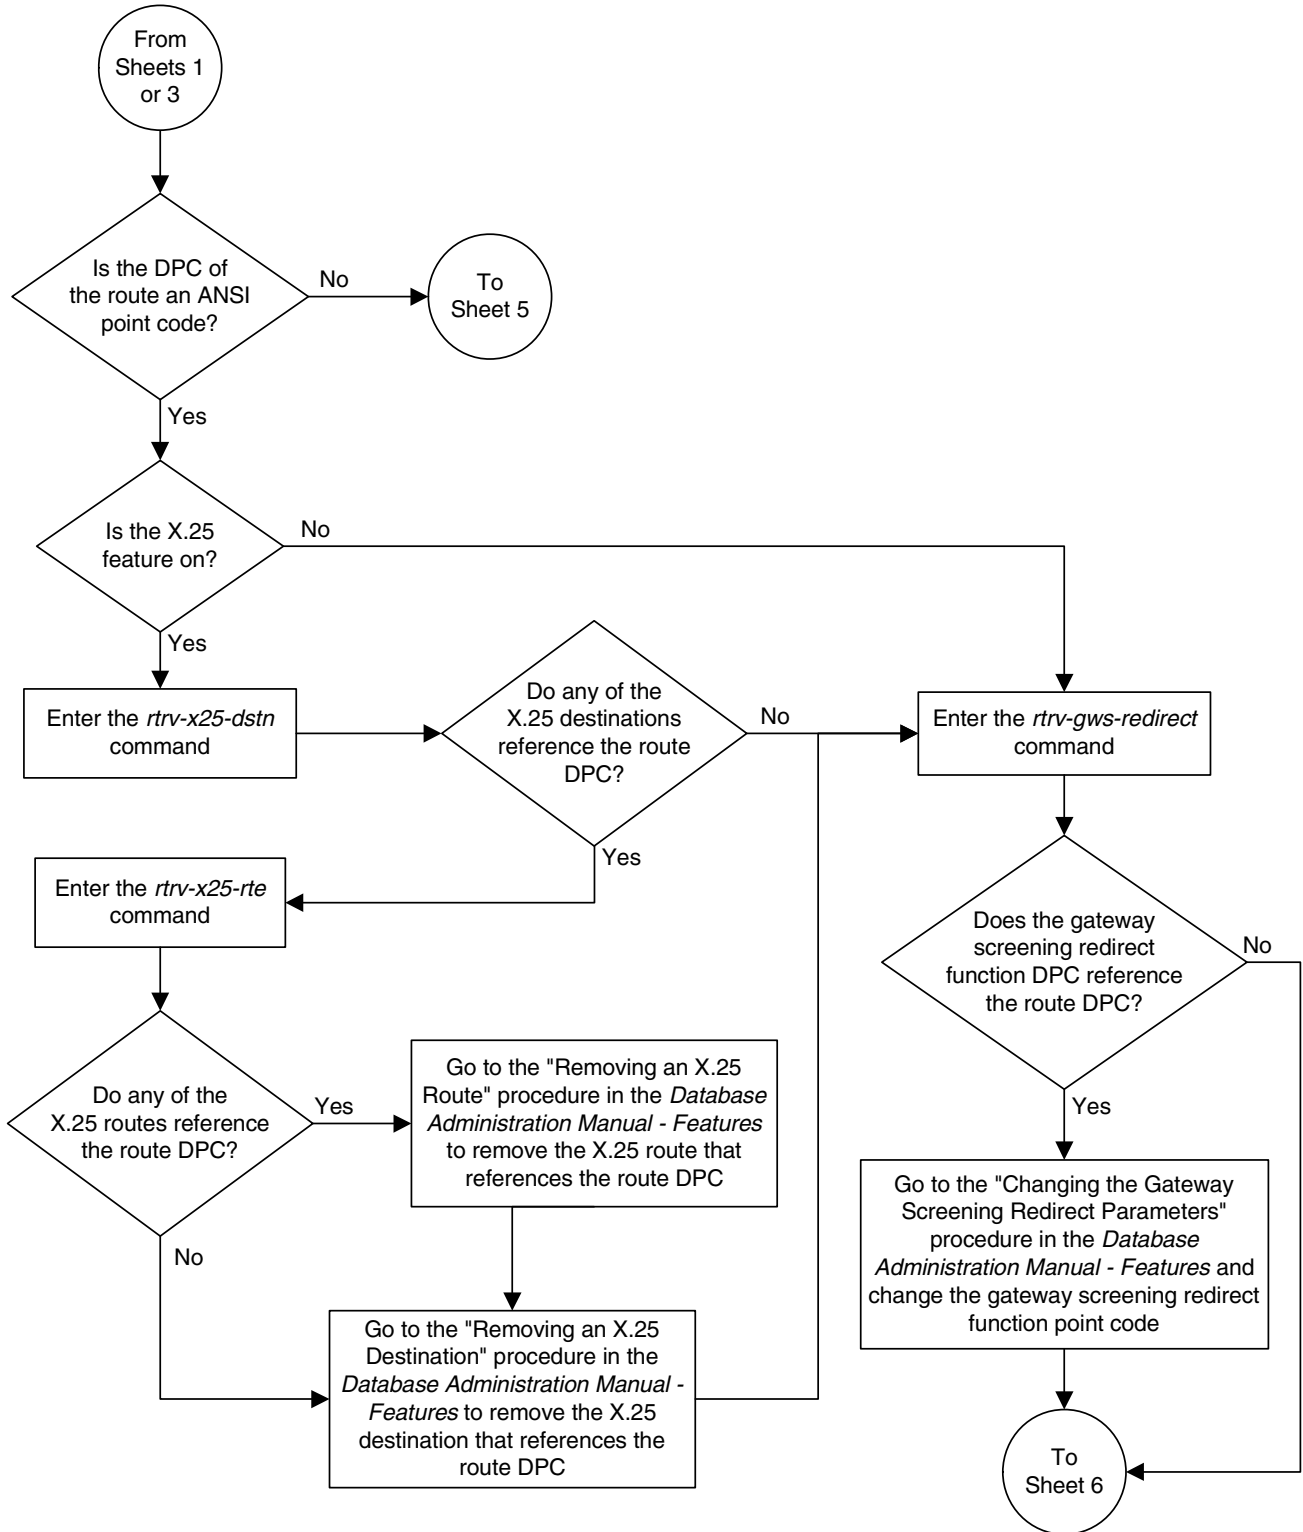 From
Sheets 1
or 3
Is the DPC of
the route an ANSI
point code?
No
To
Sheet 5
Yes
Is the X.25
feature on?
No
Yes
Enter the rtrv-x25-dstn
command
Do any of the
X.25 destinations
reference the route
DPC?
No
Yes
Enter the rtrv-gws-redirect
command
Enter the rtrv-x25-rte
command
Does the gateway
screening redirect
function DPC reference
the route DPC?
No
Yes
Do any of the
X.25 routes reference
the route DPC?
Yes
No
Go to the "Removing an X.25
Route" procedure in the Database
Administration Manual - Features
to remove the X.25 route that
references the route DPC
Go to the "Changing the Gateway
Screening Redirect Parameters"
procedure in the Database
Administration Manual - Features and
change the gateway screening redirect
function point code
Go to the "Removing an X.25
Destination" procedure in the
Database Administration Manual -
Features to remove the X.25
destination that references the
route DPC
To
Sheet 6